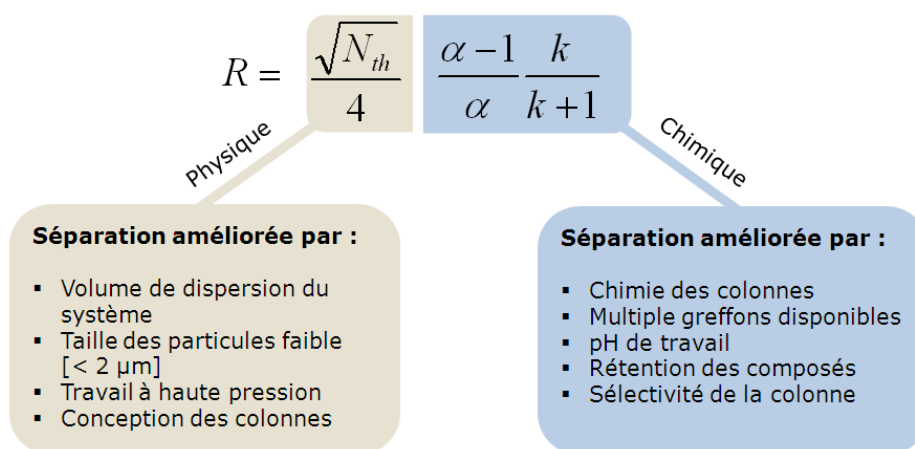 R = √N_th / 4 (α − 1) / α k / (k + 1)
Physique
Chimique
Séparation améliorée par :
▪ Volume de dispersion du
système
▪ Taille des particules faible
[< 2 µm]
▪ Travail à haute pression
▪ Conception des colonnes
Séparation améliorée par :
▪ Chimie des colonnes
▪ Multiple greffons disponibles
▪ pH de travail
▪ Rétention des composés
▪ Sélectivité de la colonne